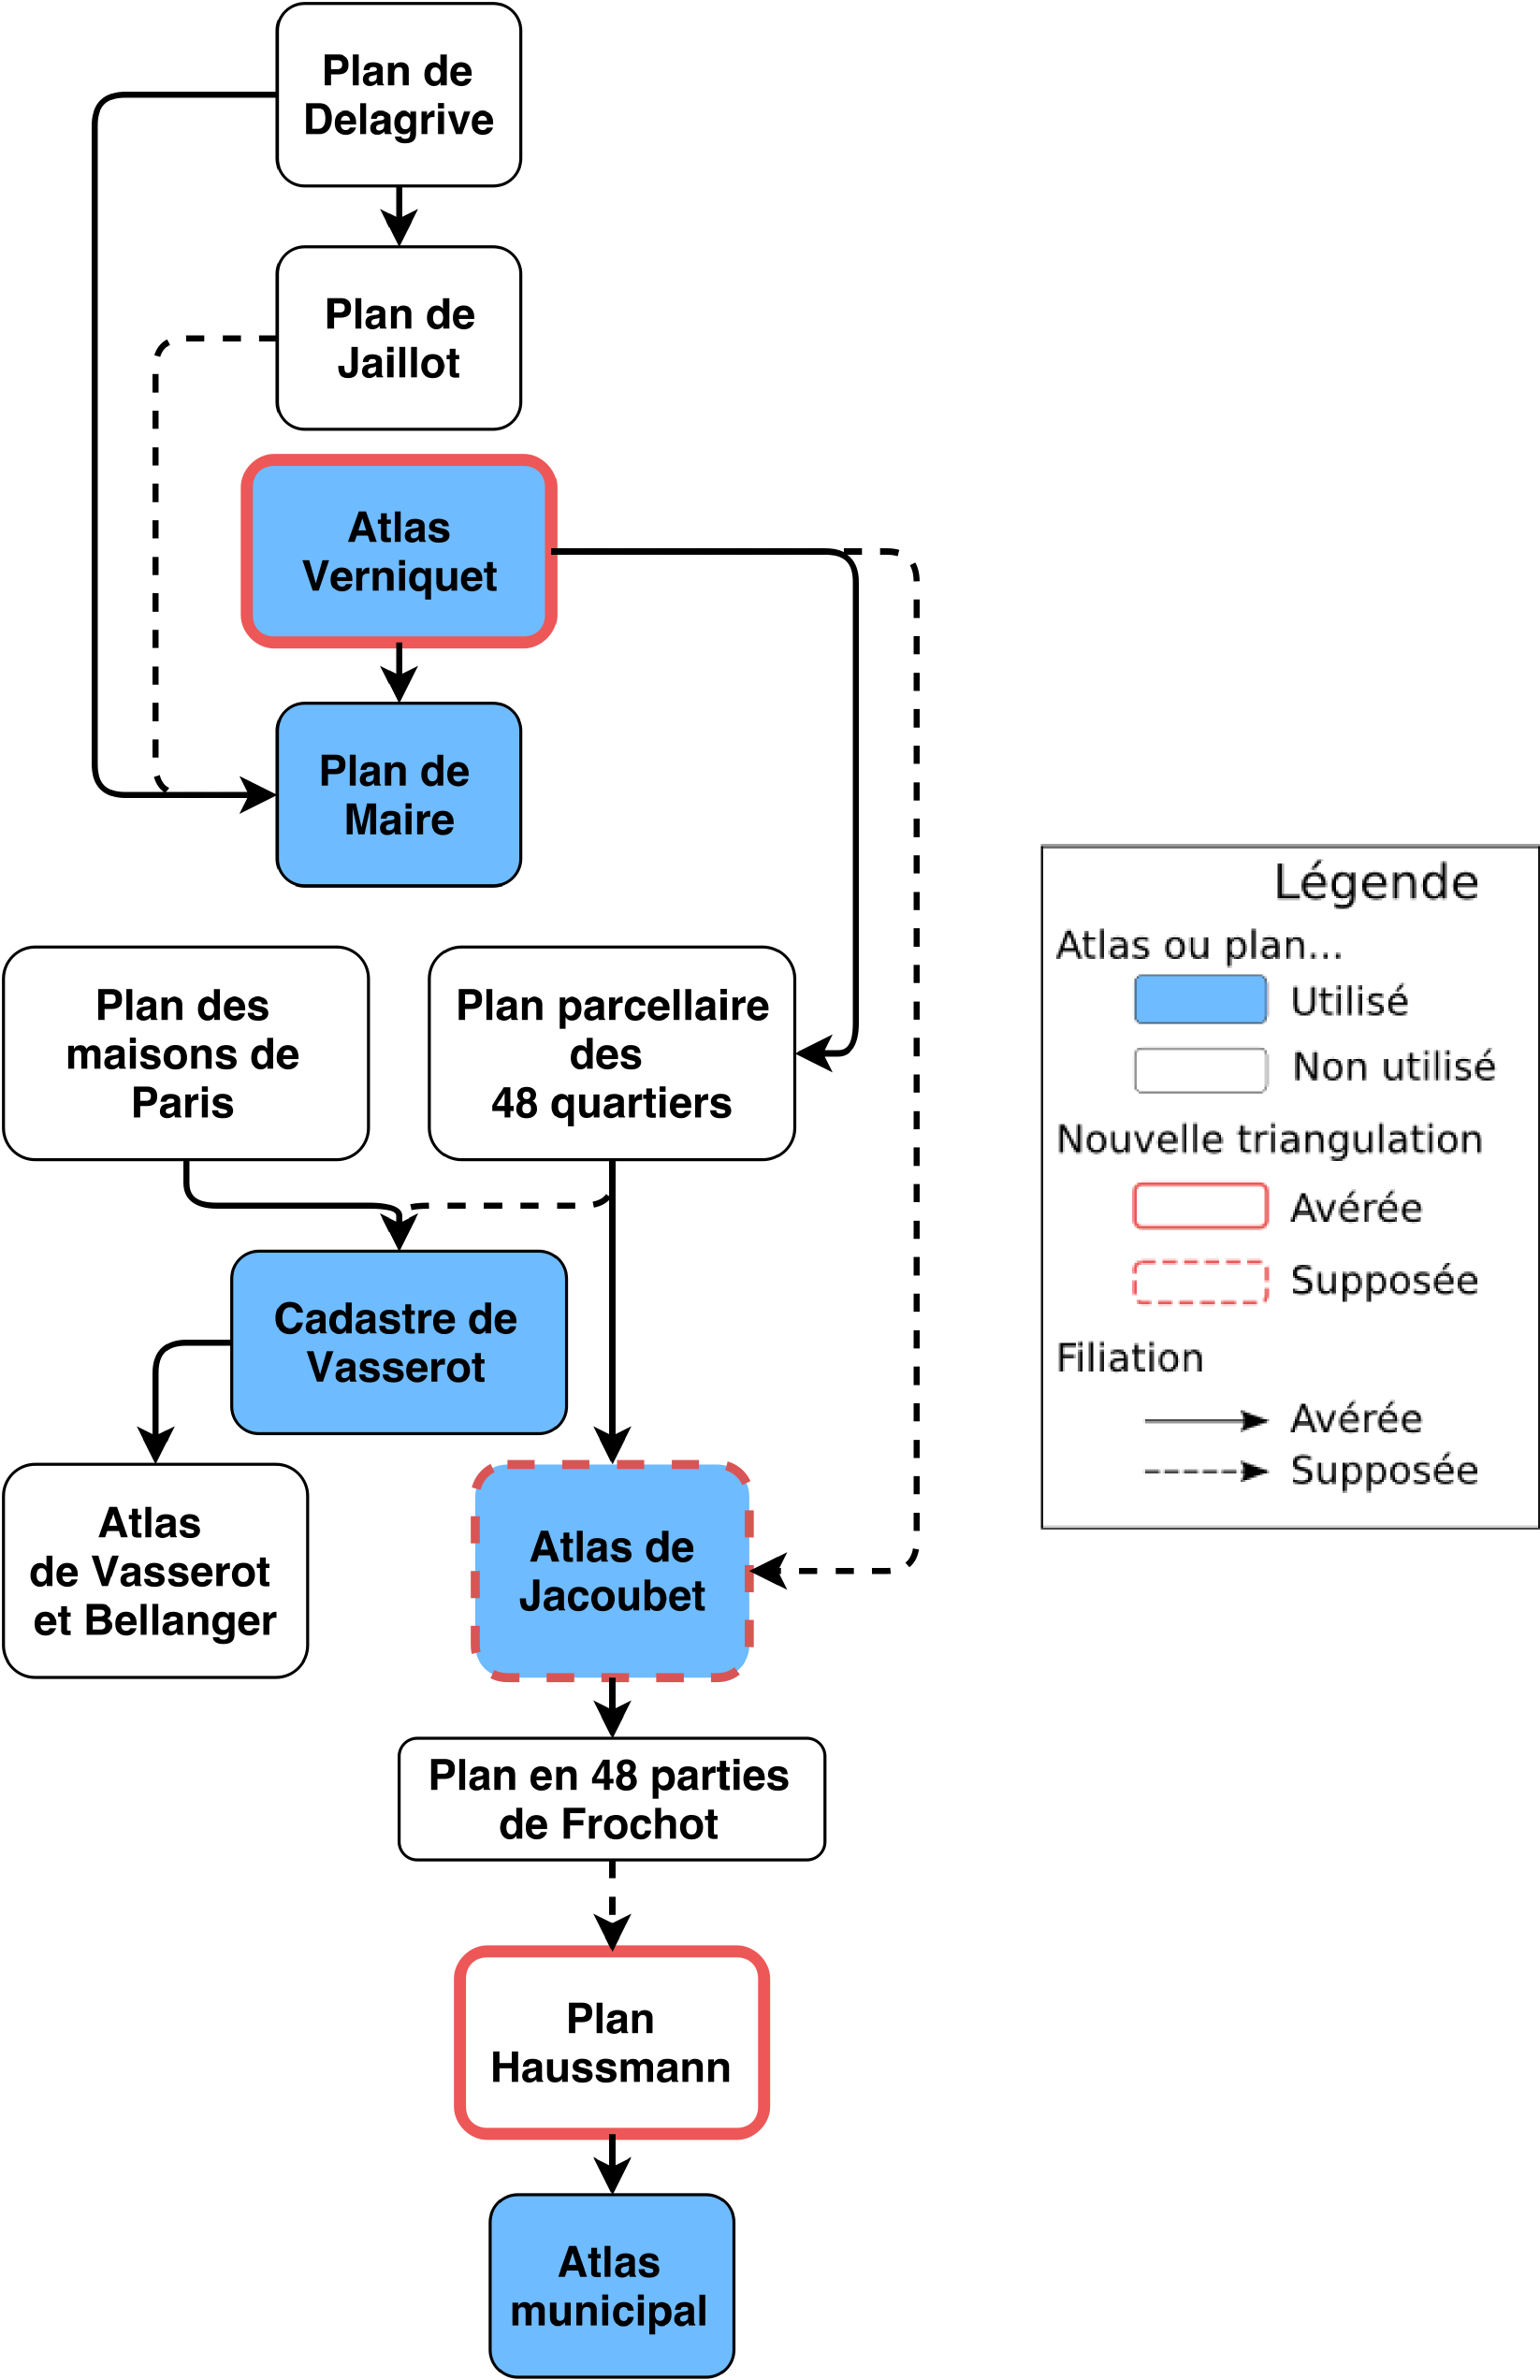 Plan de
Delagrive
Plan de
Jaillot
Atlas
Verniquet
Plan de
Maire
Plan des
maisons de
Paris
Plan parcellaire
des
48 quartiers
Cadastre de
Vasserot
Atlas
de Vasserot
et Bellanger
Atlas de
Jacoubet
Plan en 48 parties
de Frochot
Plan
Haussmann
Atlas
municipal
Légende
Atlas ou plan...
Utilisé
Non utilisé
Nouvelle triangulation
Avérée
Supposée
Filiation
Avérée
Supposée